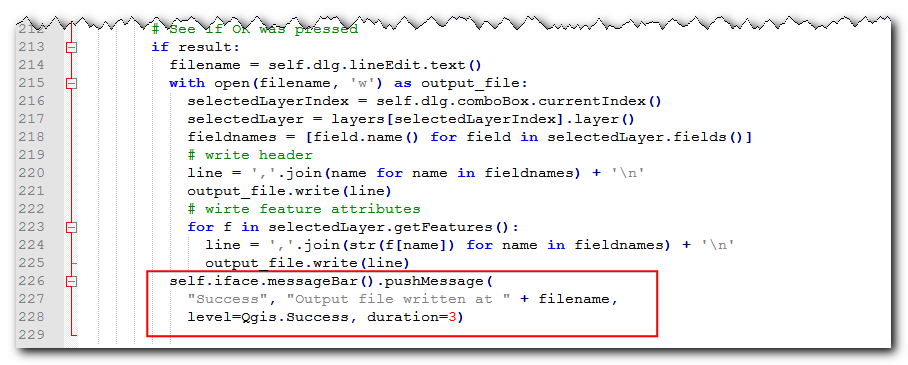 212 # See if OK was pressed
213 if result:
214 filename = self.dlg.lineEdit.text()
215 with open(filename, 'w') as output_file:
216 selectedLayerIndex = self.dlg.comboBox.currentIndex()
217 selectedLayer = layers[selectedLayerIndex].layer()
218 fieldnames = [field.name() for field in selectedLayer.fields()]
219 # write header
220 line = ','.join(name for name in fieldnames) + '\n'
221 output_file.write(line)
222 # wirte feature attributes
223 for f in selectedLayer.getFeatures():
224 line = ','.join(str(f[name]) for name in fieldnames) + '\n'
225 output_file.write(line)
226 self.iface.messageBar().pushMessage(
227 "Success", "Output file written at " + filename,
228 level=Qgis.Success, duration=3)
229